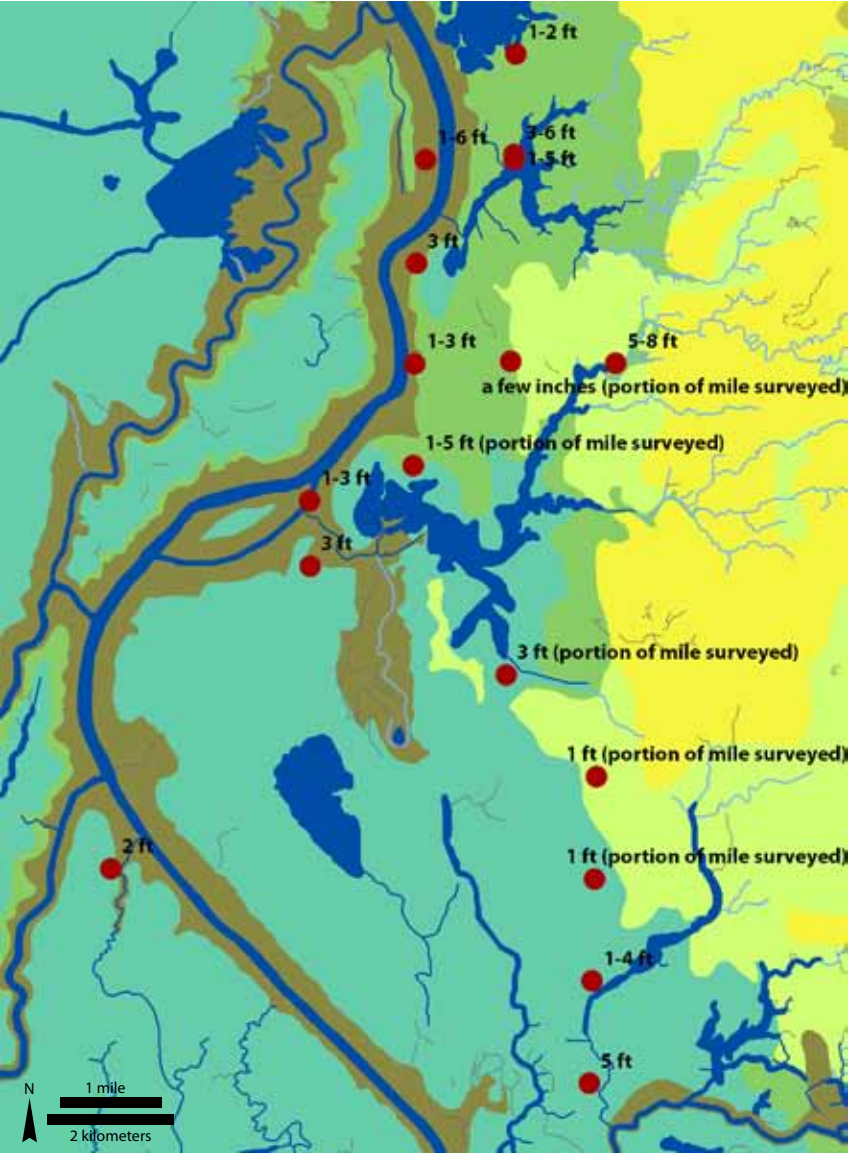 1-2 ft
3-6 ft
1-6 ft
1-5 ft
3 ft
1-3 ft
5-8 ft
a few inches (portion of mile surveyed)
1-5 ft (portion of mile surveyed)
1-3 ft
3 ft
3 ft (portion of mile surveyed)
1 ft (portion of mile surveyed)
2 ft
1 ft (portion of mile surveyed)
1-4 ft
5 ft
N
1 mile
2 kilometers